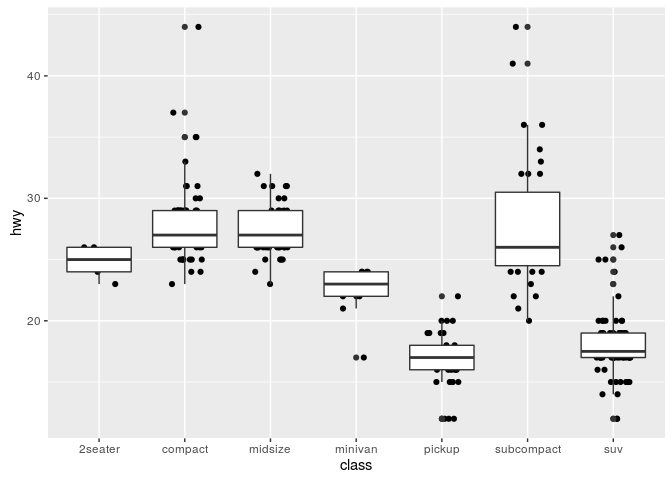 40
30
20
hwy
2seater compact midsize minivan pickup subcompact suv
class